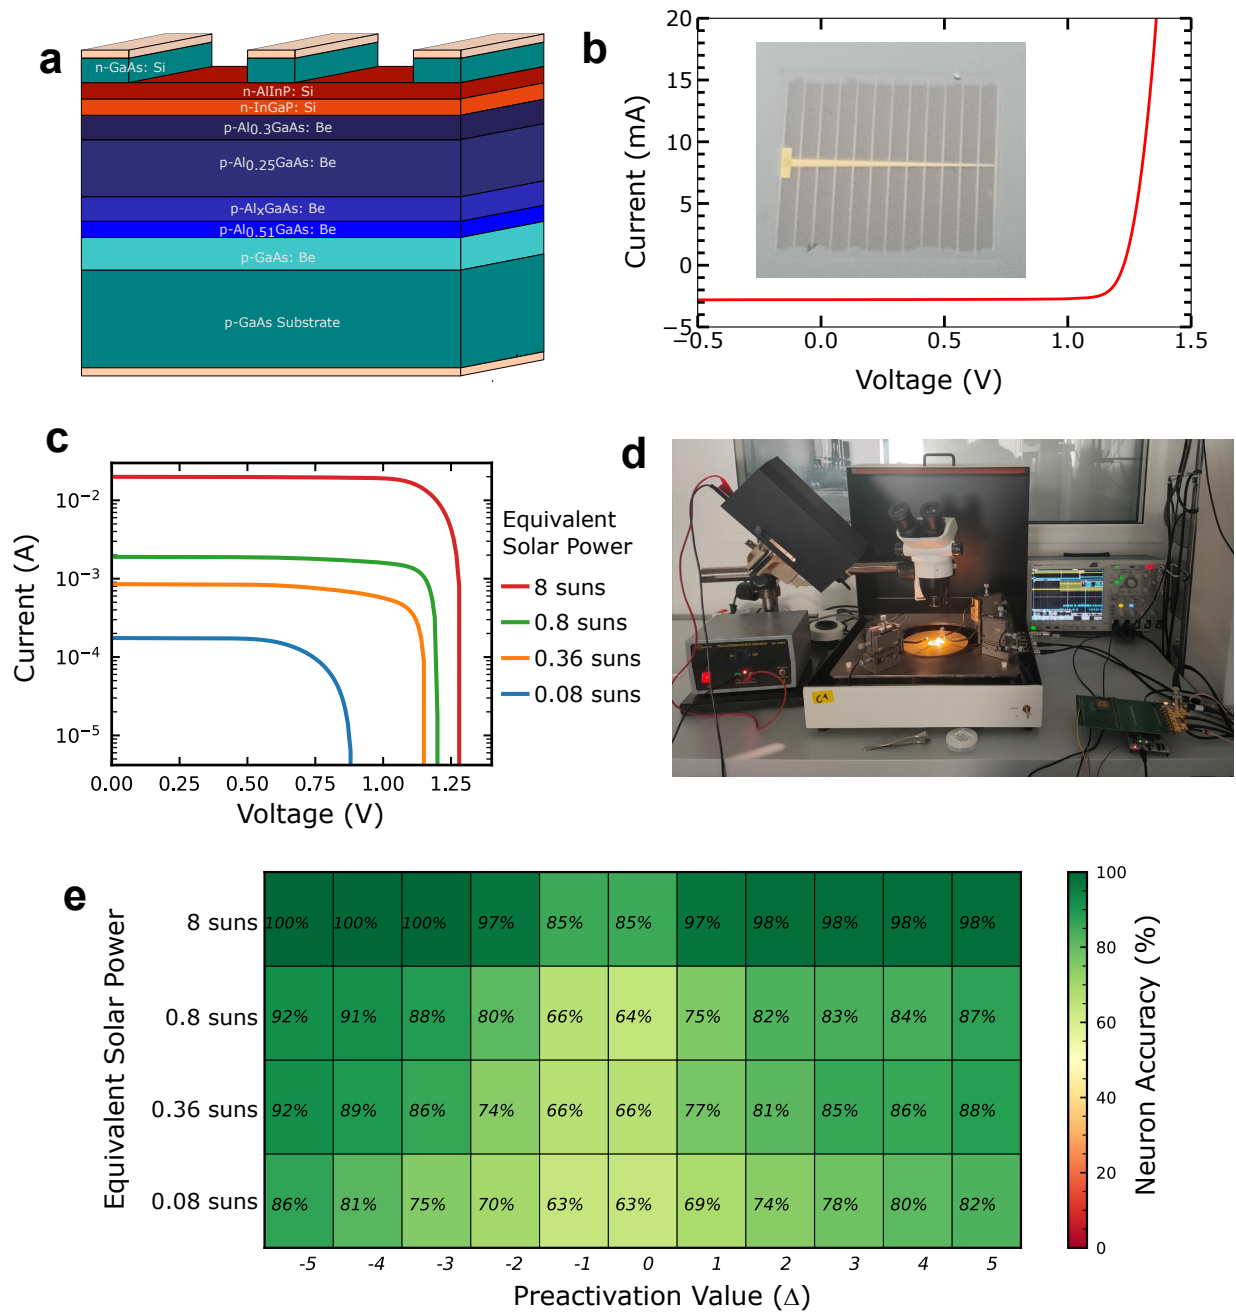 a
n-GaAs: Si
n-AlInP: Si
n-InGaP: Si
p-Al0.3GaAs: Be
p-Al0.25GaAs: Be
p-AlxGaAs: Be
p-Al0.51GaAs: Be
p-GaAs: Be
p-GaAs Substrate
b
Current (mA)
20
15
10
5
0
−5
−0.5
0.0
0.5
1.0
1.5
Voltage (V)
c
Current (A)
10−2
10−3
10−4
10−5
0.00
0.25
0.50
0.75
1.00
1.25
Voltage (V)
Equivalent
Solar Power
8 suns
0.8 suns
0.36 suns
0.08 suns
d
C1
e
Equivalent Solar Power
8 suns 100% 100% 100% 97% 85% 85% 97% 98% 98% 98% 98%
0.8 suns 92% 91% 88% 80% 66% 64% 75% 82% 83% 84% 87%
0.36 suns 92% 89% 86% 74% 66% 66% 77% 81% 85% 86% 88%
0.08 suns 86% 81% 75% 70% 63% 63% 69% 74% 78% 80% 82%
-5 -4 -3 -2 -1 0 1 2 3 4 5
Preactivation Value (Δ)
100
80
60
40
20
0
Neuron Accuracy (%)